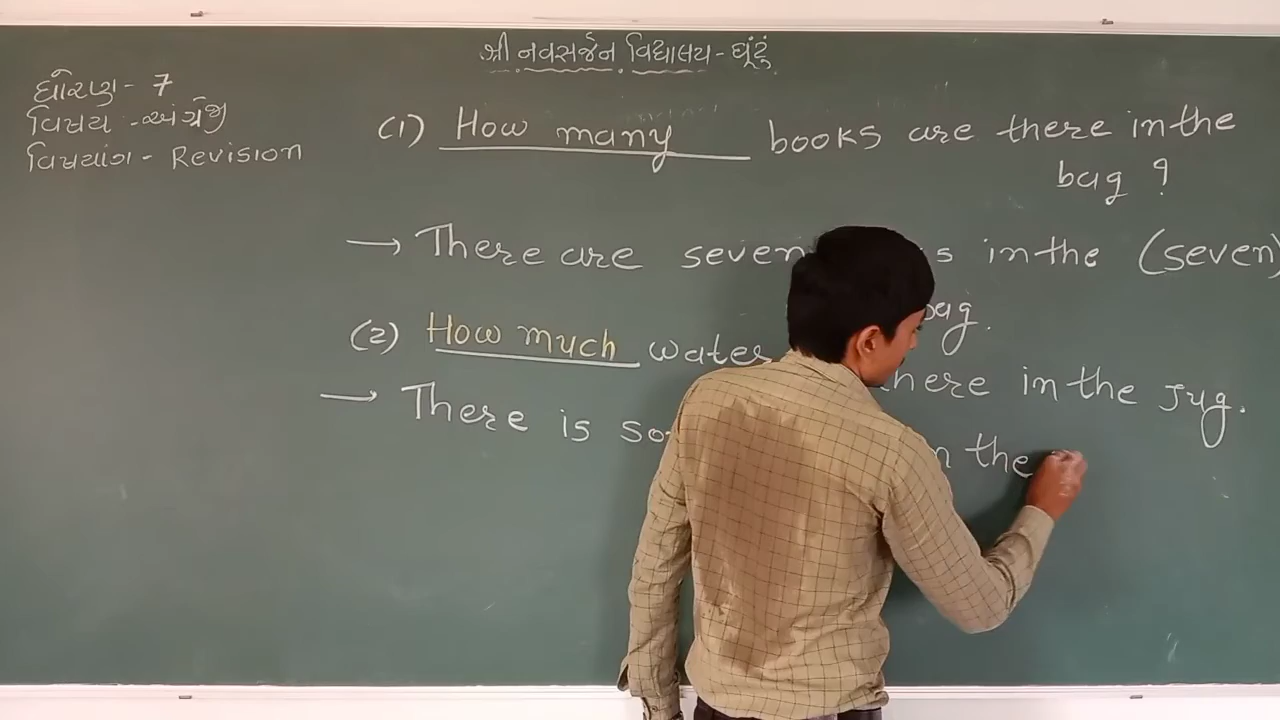 શ્રી નવસર્જન વિદ્યાલય - ઘૂંટું
ધોરણ - 7
વિષય - અંગ્રેજી
વિષયાંગ - Revision
(1) How many books are there in the
bag ?
→ There are seven s in the (seven)
bag.
(2) How much water here in the Jug.
→ There is so n the